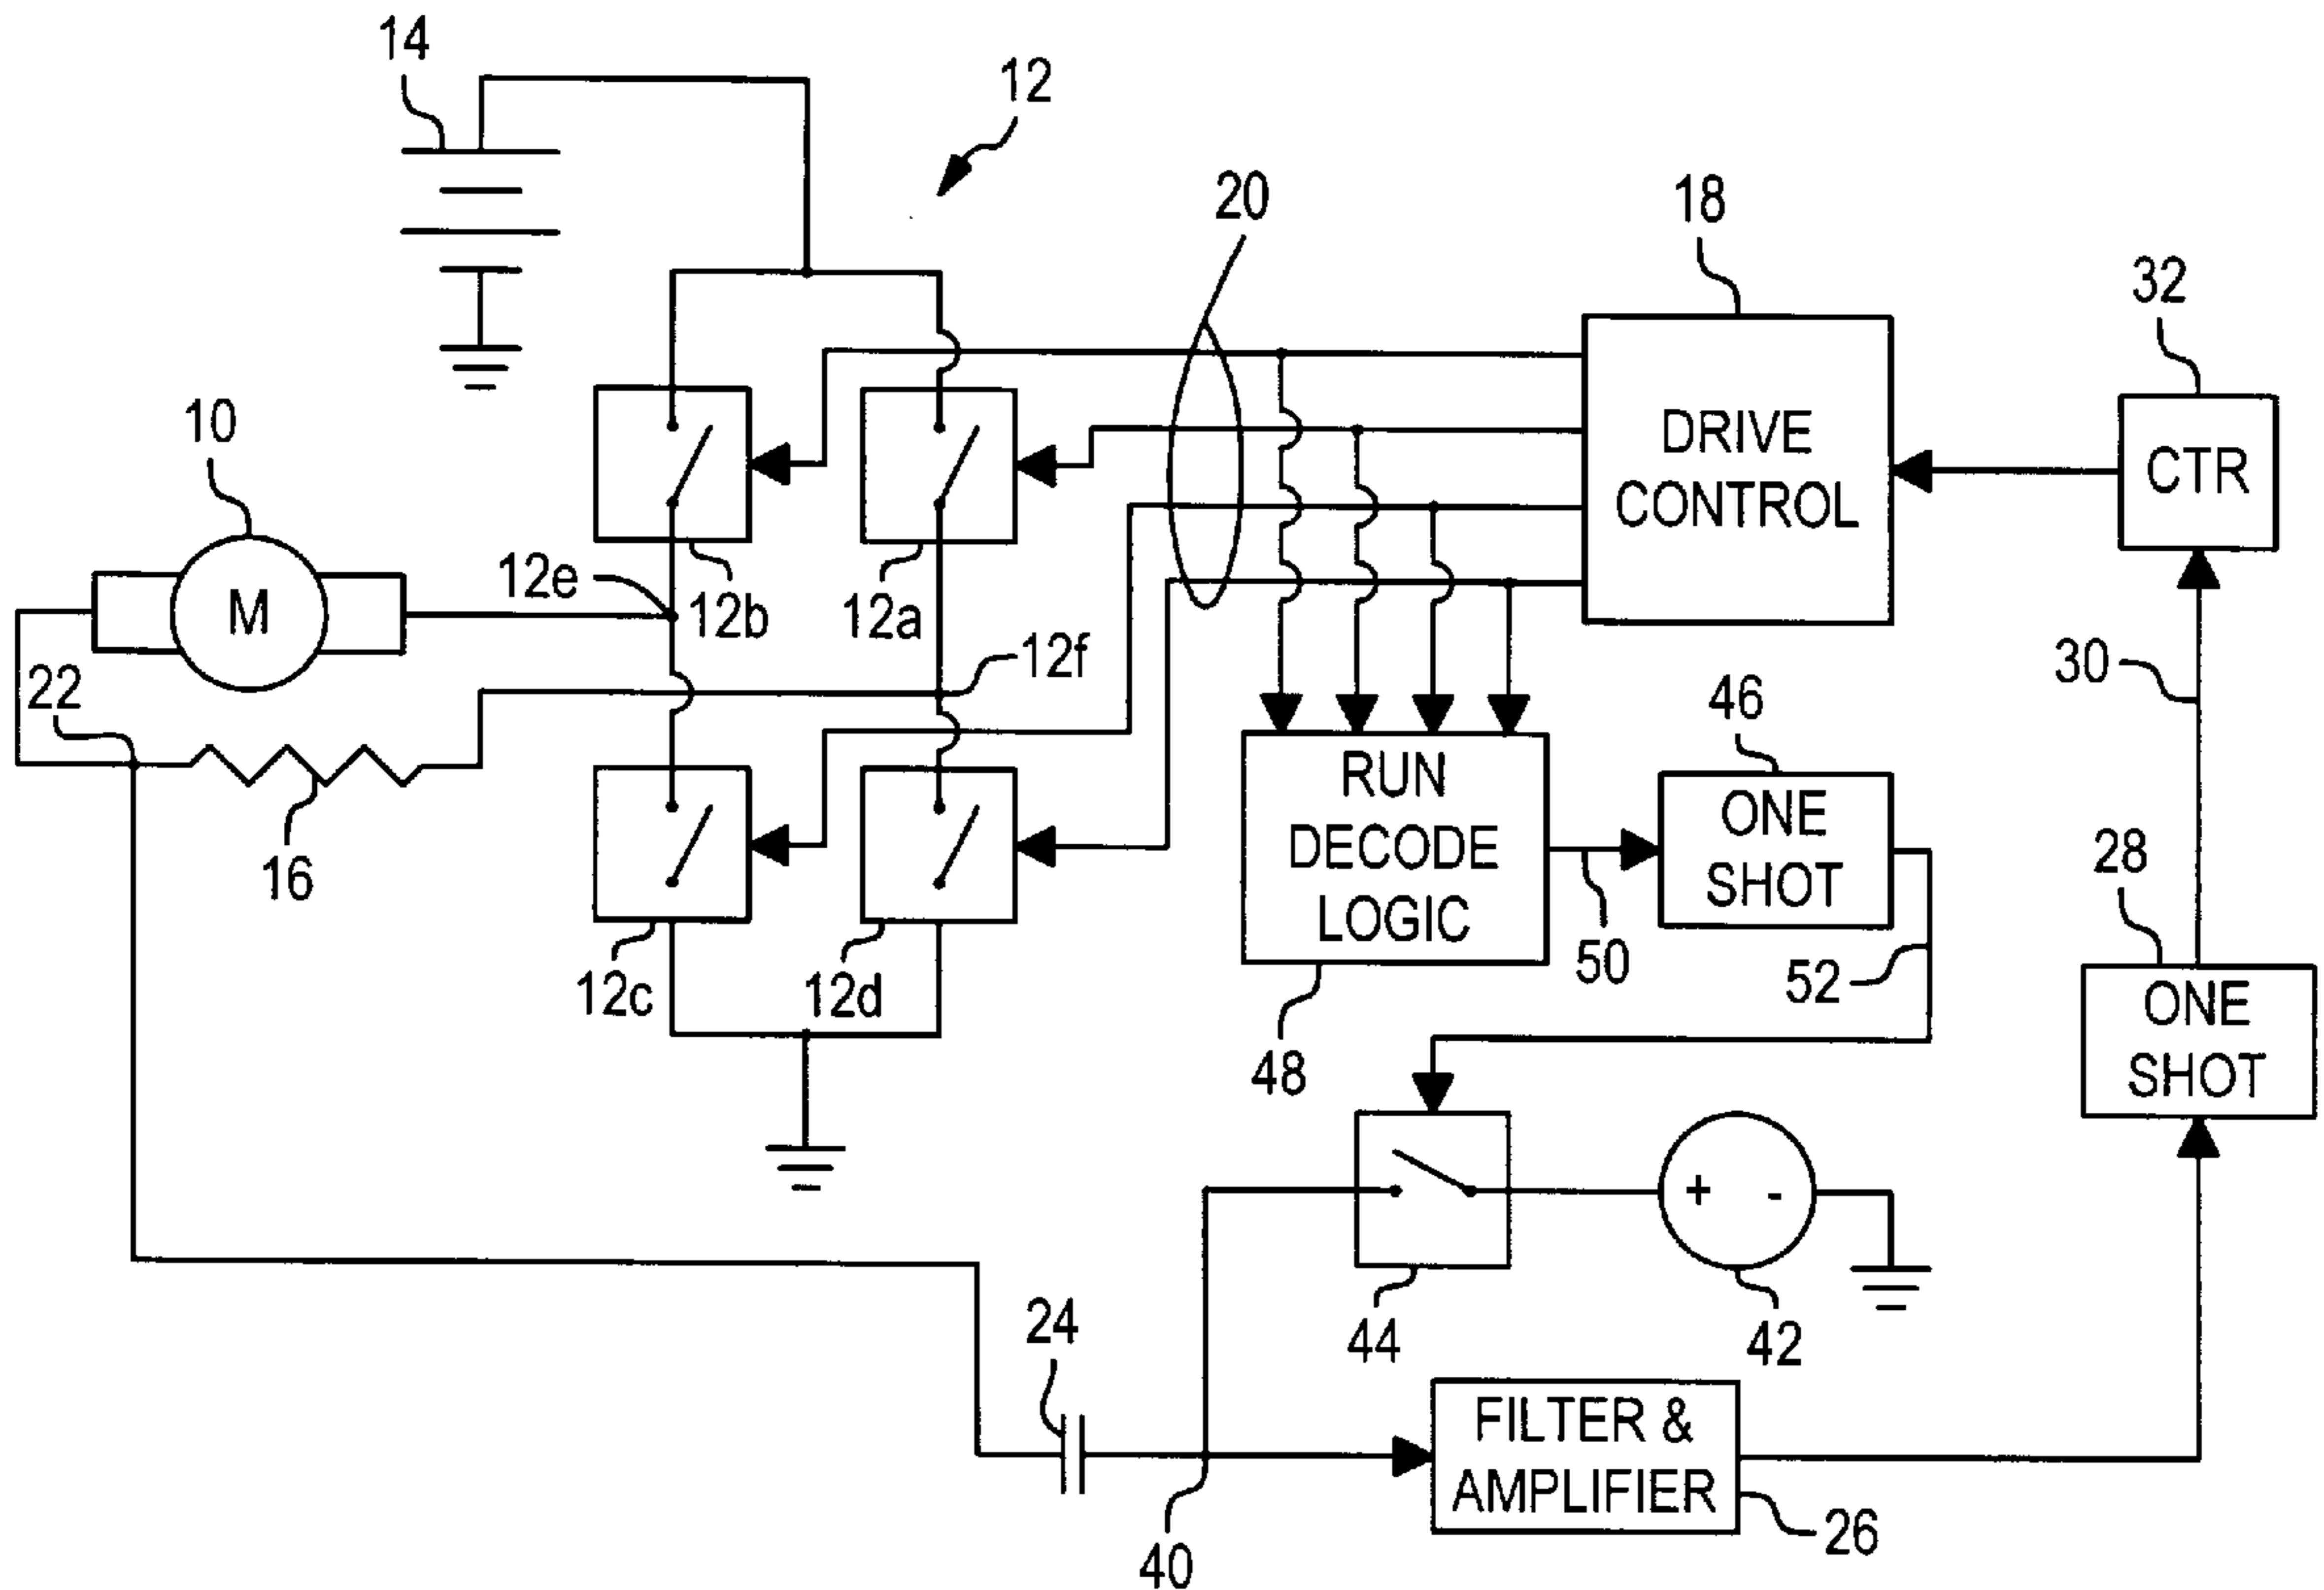 14
12
20
18
32
10
DRIVE
CONTROL
CTR
M
12e
12b
12a
12f
22
30
46
16
RUN
DECODE
LOGIC
ONE
SHOT
28
12c
12d
50
52
48
ONE
SHOT
+
-
24
44
42
FILTER &
AMPLIFIER
40
26